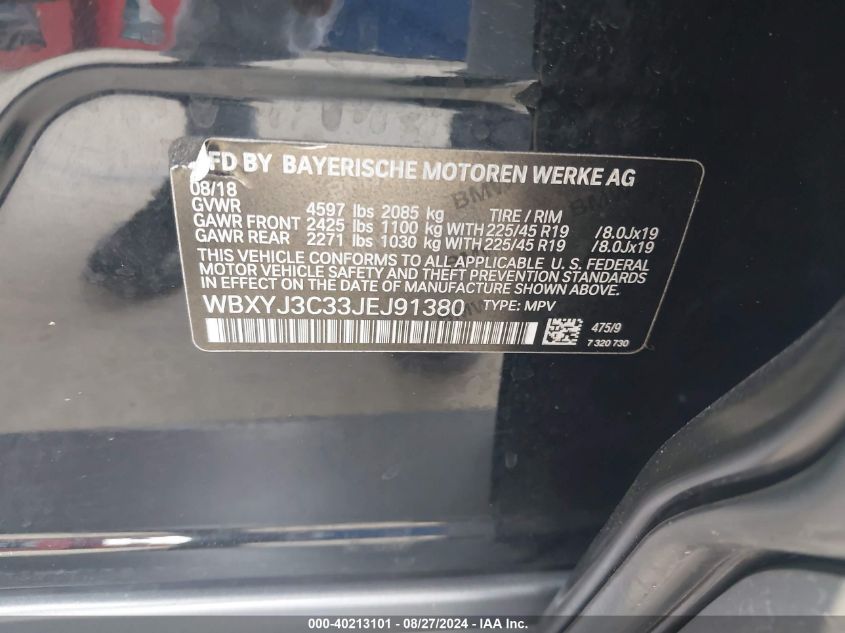 FD BY BAYERISCHE MOTOREN WERKE AG
08/18
GVWR 4597 lbs 2085 kg TIRE / RIM
GAWR FRONT 2425 lbs 1100 kg WITH 225/45 R19 /8.0Jx19
GAWR REAR 2271 lbs 1030 kg WITH 225/45 R19 /8.0Jx19
THIS VEHICLE CONFORMS TO ALL APPLICABLE U. S. FEDERAL
MOTOR VEHICLE SAFETY AND THEFT PREVENTION STANDARDS
IN EFFECT ON THE DATE OF MANUFACTURE SHOWN ABOVE.
WBXYJ3C33JEJ91380 TYPE: MPV
475/9
7 320 730
000-40213101 - 08/27/2024 - © IAA Holdings, LLC.